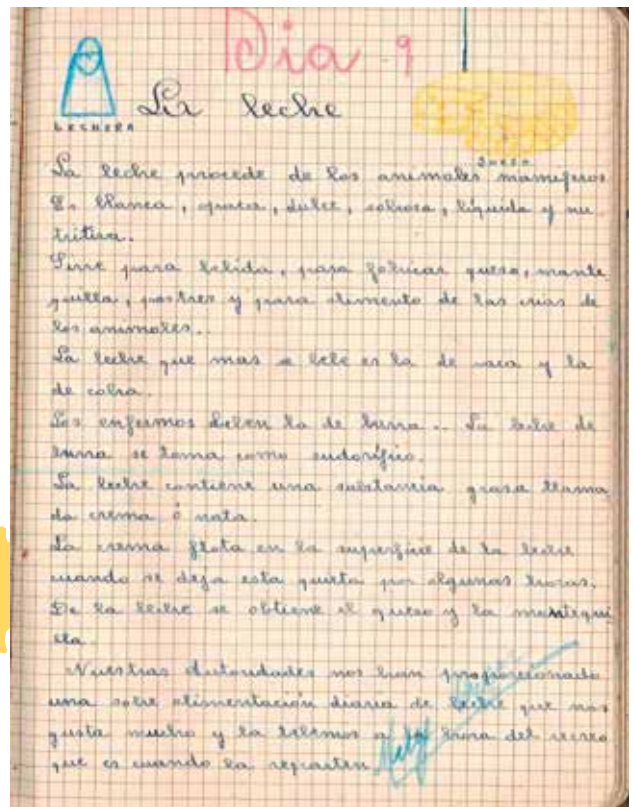 Dia 9
LECHERA
La leche
QUESO
La leche procede de los animales mamiferos
Es blanca, opaca, dulce, sabrosa, líquida y nu
tritiva.
Sirve para bebida, para fabricar queso, mante
quilla, postres y para alimento de las crias de
los animales..
La leche que mas se bebe es la de vaca y la
de cabra.
Los enfermos beben la de burra.. La leche de
burra se toma como sudorífico.
La leche contiene una substancia grasa llama
da crema ó nata.
La crema flota en la superficie de la leche
cuando se deja esta quieta por algunas horas.
De la leche se obtiene el queso y la mantequi
lla.
Nuestras Autoridades nos han proporcionado
una sobre alimentación diaria de leche que nos
gusta mucho y la bebemos a la hora del recreo
que es cuando la reparten